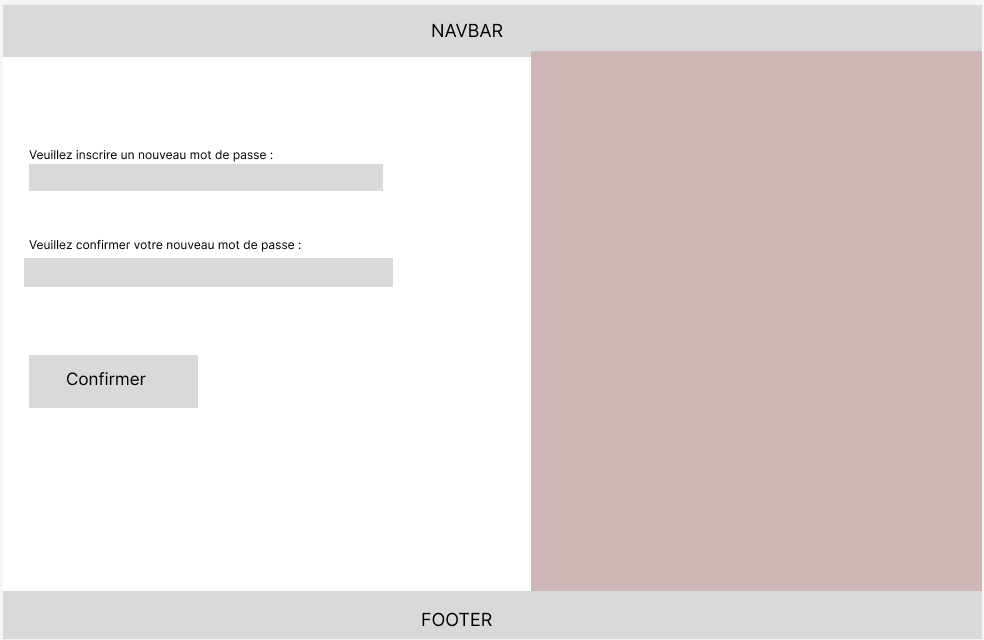 NAVBAR
Veuillez inscrire un nouveau mot de passe :
Veuillez confirmer votre nouveau mot de passe :
Confirmer
FOOTER